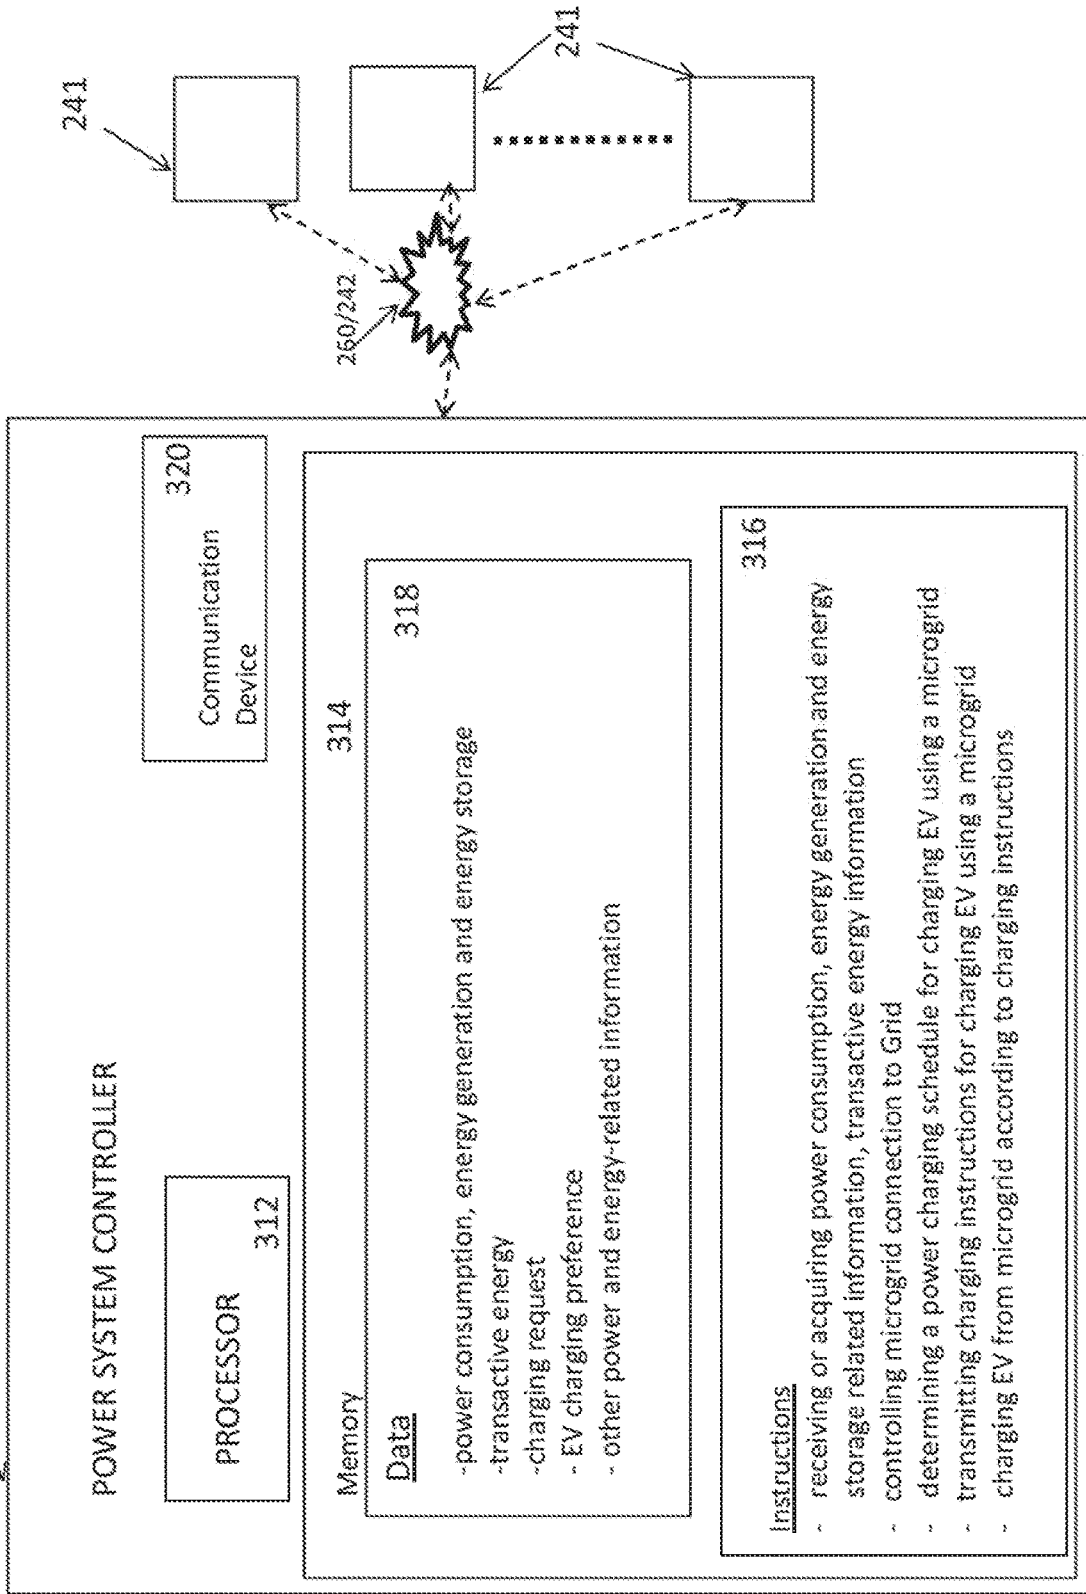 POWER SYSTEM CONTROLLER
PROCESSOR
312
320
Communication
Device
Memory
314
Data
318
-power consumption, energy generation and energy storage
-transactive energy
-charging request
- EV charging preference
- other power and energy-related information
Instructions
316
- receiving or acquiring power consumption, energy generation and energy
storage related information, transactive energy information
- controlling microgrid connection to Grid
- determining a power charging schedule for charging EV using a microgrid
- transmitting charging instructions for charging EV using a microgrid
- charging EV from microgrid according to charging instructions
260/242
241
241